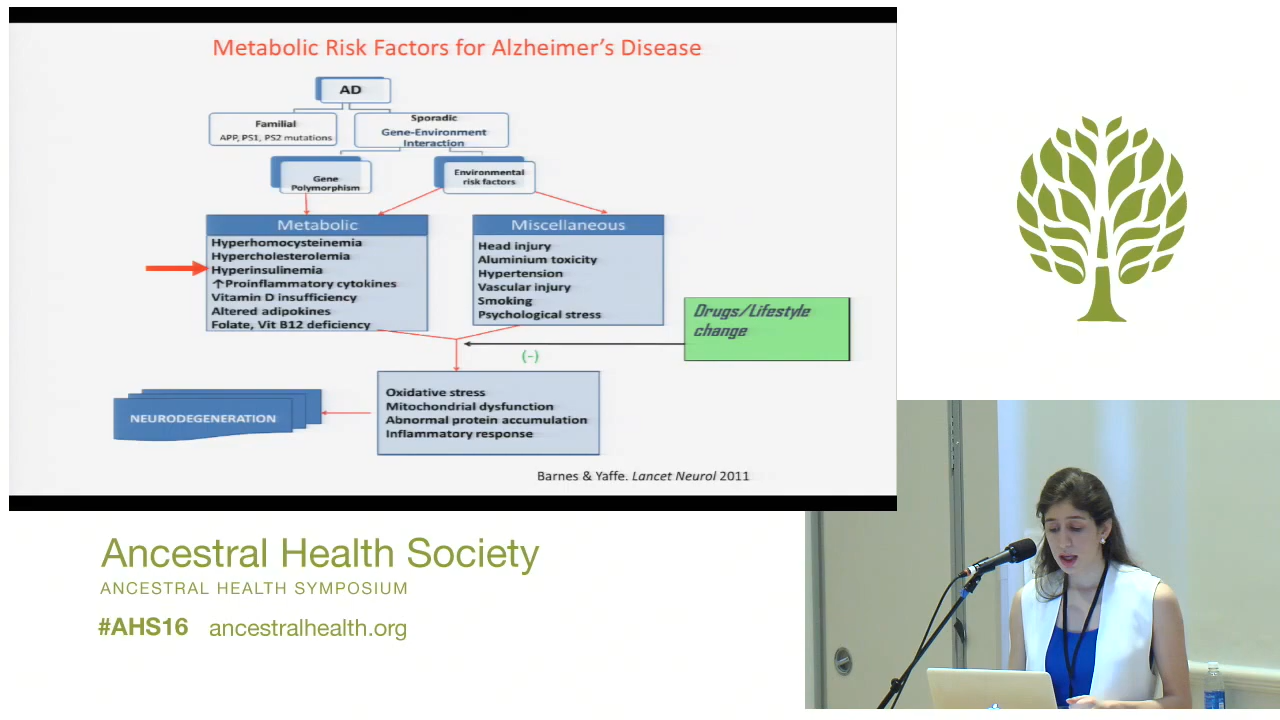 Metabolic Risk Factors for Alzheimer's Disease
AD
Familial
APP, PS1, PS2 mutations
Sporadic
Gene-Environment
Interaction
Gene
Polymorphism
Environmental
risk factors
Metabolic
Hyperhomocysteinemia
Hypercholesterolemia
Hyperinsulinemia
↑Proinflammatory cytokines
Vitamin D insufficiency
Altered adipokines
Folate, Vit B12 deficiency
Miscellaneous
Head injury
Aluminium toxicity
Hypertension
Vascular injury
Smoking
Psychological stress
Drugs/Lifestyle
change
(-)
Oxidative stress
Mitochondrial dysfunction
Abnormal protein accumulation
Inflammatory response
NEURODEGENERATION
Barnes & Yaffe. Lancet Neurol 2011
Ancestral Health Society
ANCESTRAL HEALTH SYMPOSIUM
#AHS16 ancestralhealth.org